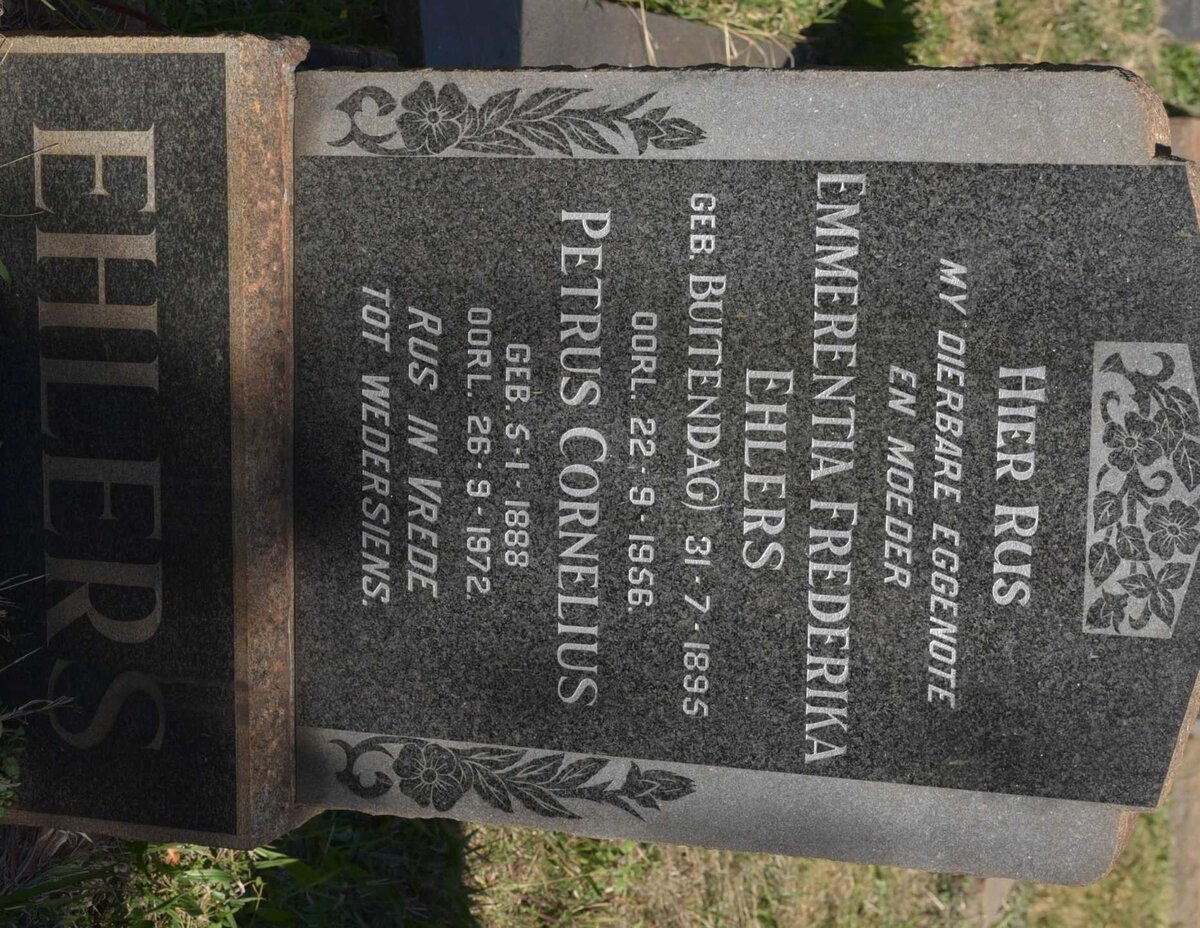 HIER RUS
MY DIERBARE EGGENOTE
EN MOEDER
EMMERENTIA FREDERIKA
EHLERS
GEB. BUITENDAG) 31-7-1895
OORL. 22-9-1956.
PETRUS CORNELIUS
GEB. 5-1-1888
OORL. 26-9-1972
RUS IN VREDE
TOT WEDERSIENS.
EHLERS